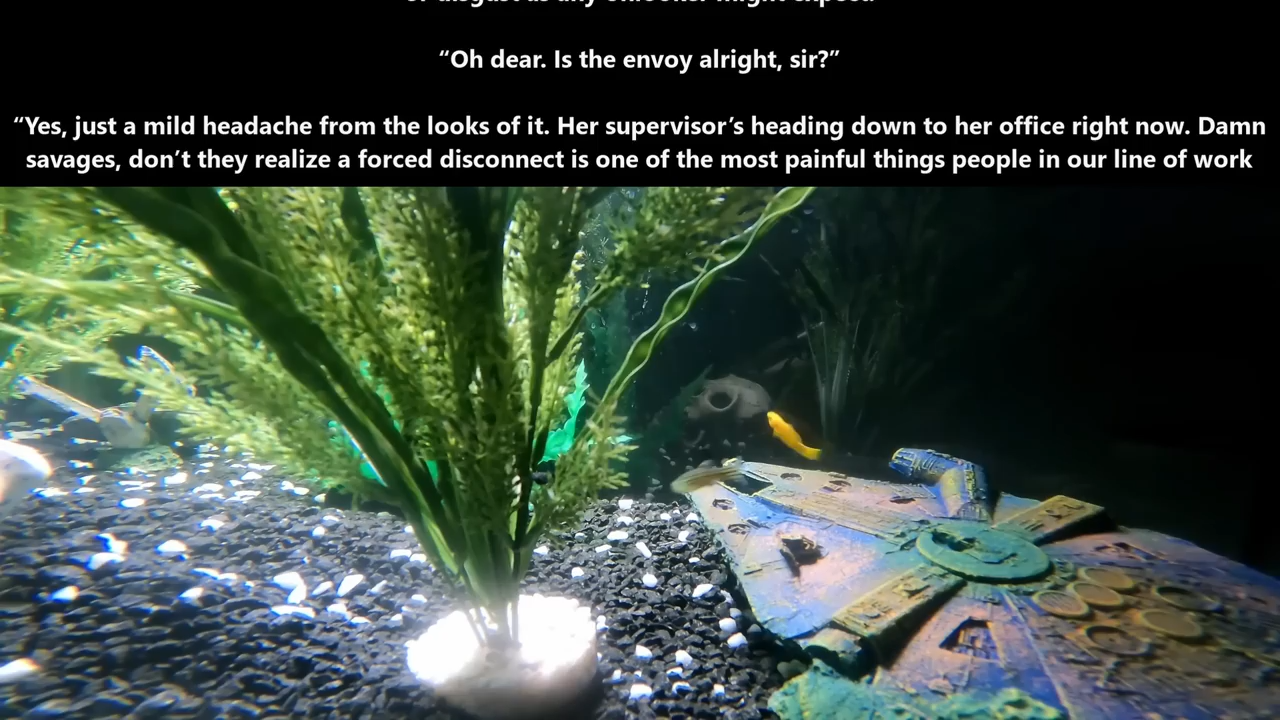 “Oh dear. Is the envoy alright, sir?”
“Yes, just a mild headache from the looks of it. Her supervisor’s heading down to her office right now. Damn
savages, don’t they realize a forced disconnect is one of the most painful things people in our line of work